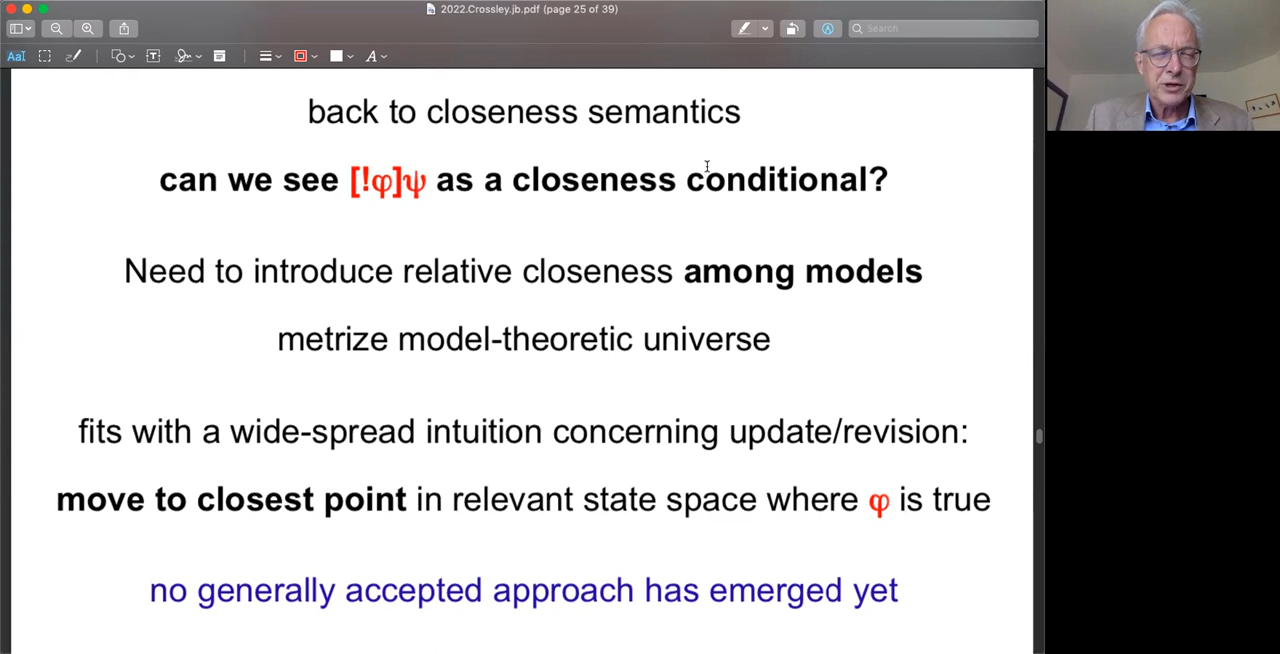 2022.Crossley.jb.pdf (page 25 of 39)
Search
back to closeness semantics
can we see [!φ]ψ as a closeness conditional?
Need to introduce relative closeness among models
metrize model-theoretic universe
fits with a wide-spread intuition concerning update/revision:
move to closest point in relevant state space where φ is true
no generally accepted approach has emerged yet